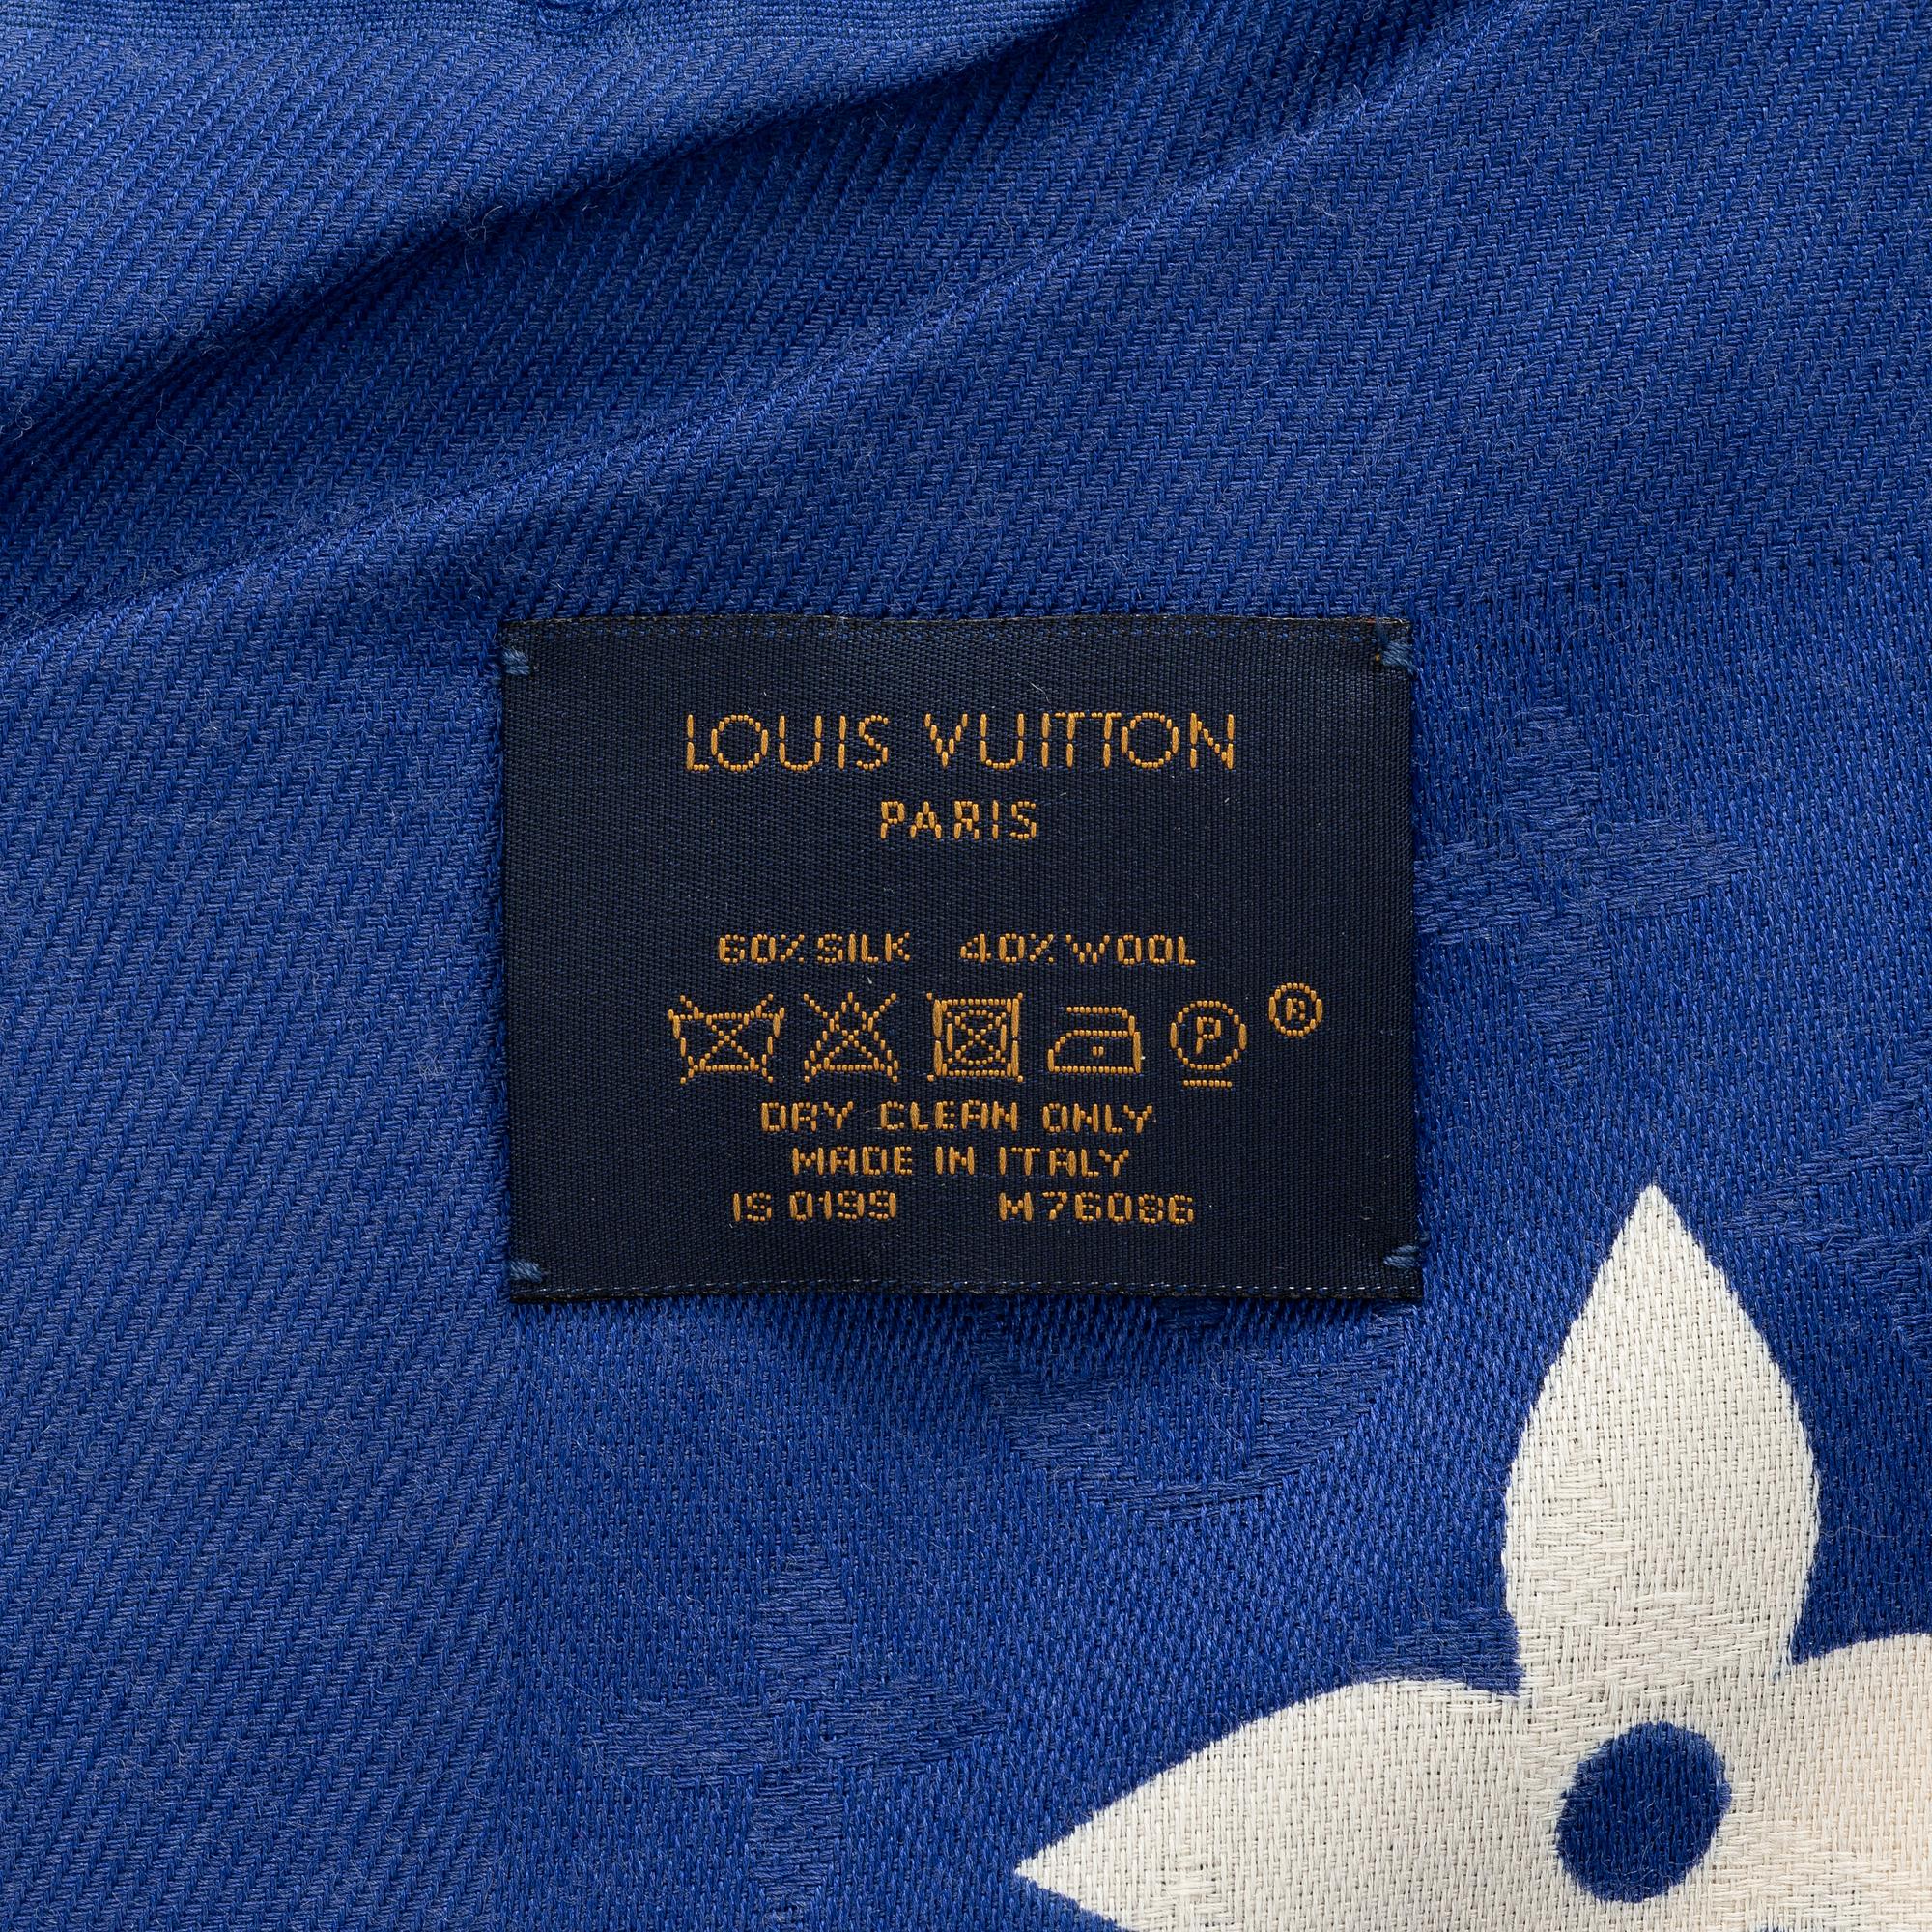 LOUIS VUITTON
PARIS
60% SILK 40% WOOL
P ®
DRY CLEAN ONLY
MADE IN ITALY
IS 0199 M76086